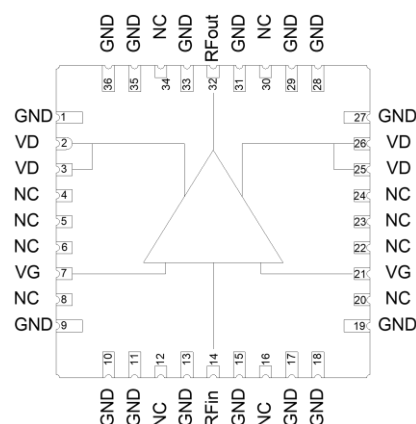 GND GND NC GND RFout GND NC GND GND
36 35 34 33 32 31 30 29 28
GND 1 27 GND
VD 2 26 VD
VD 3 25 VD
NC 4 24 NC
NC 5 23 NC
NC 6 22 NC
VG 7 21 VG
NC 8 20 NC
GND 9 19 GND
10 11 12 13 14 15 16 17 18
GND GND NC GND RFin GND NC GND GND